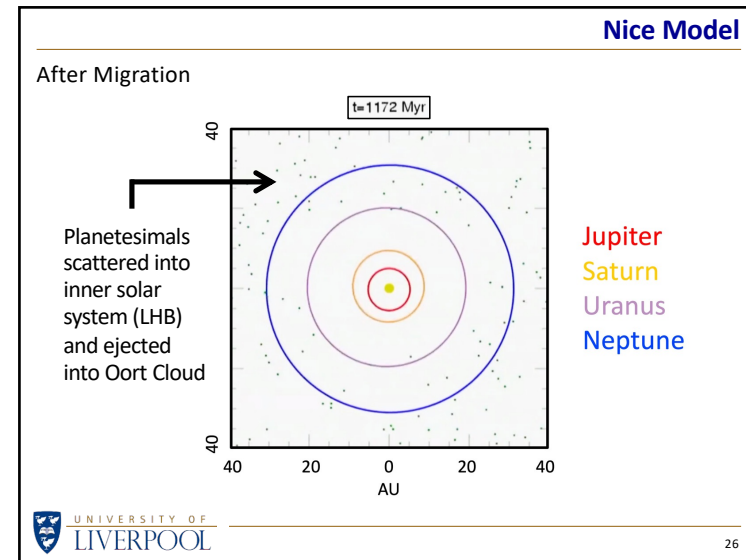 Nice Model
After Migration
t=1172 Myr
40
Planetesimals
scattered into
inner solar
system (LHB)
and ejected
into Oort Cloud
Jupiter
Saturn
Uranus
Neptune
40
40 20 0 20 40
AU
UNIVERSITY OF
LIVERPOOL
26